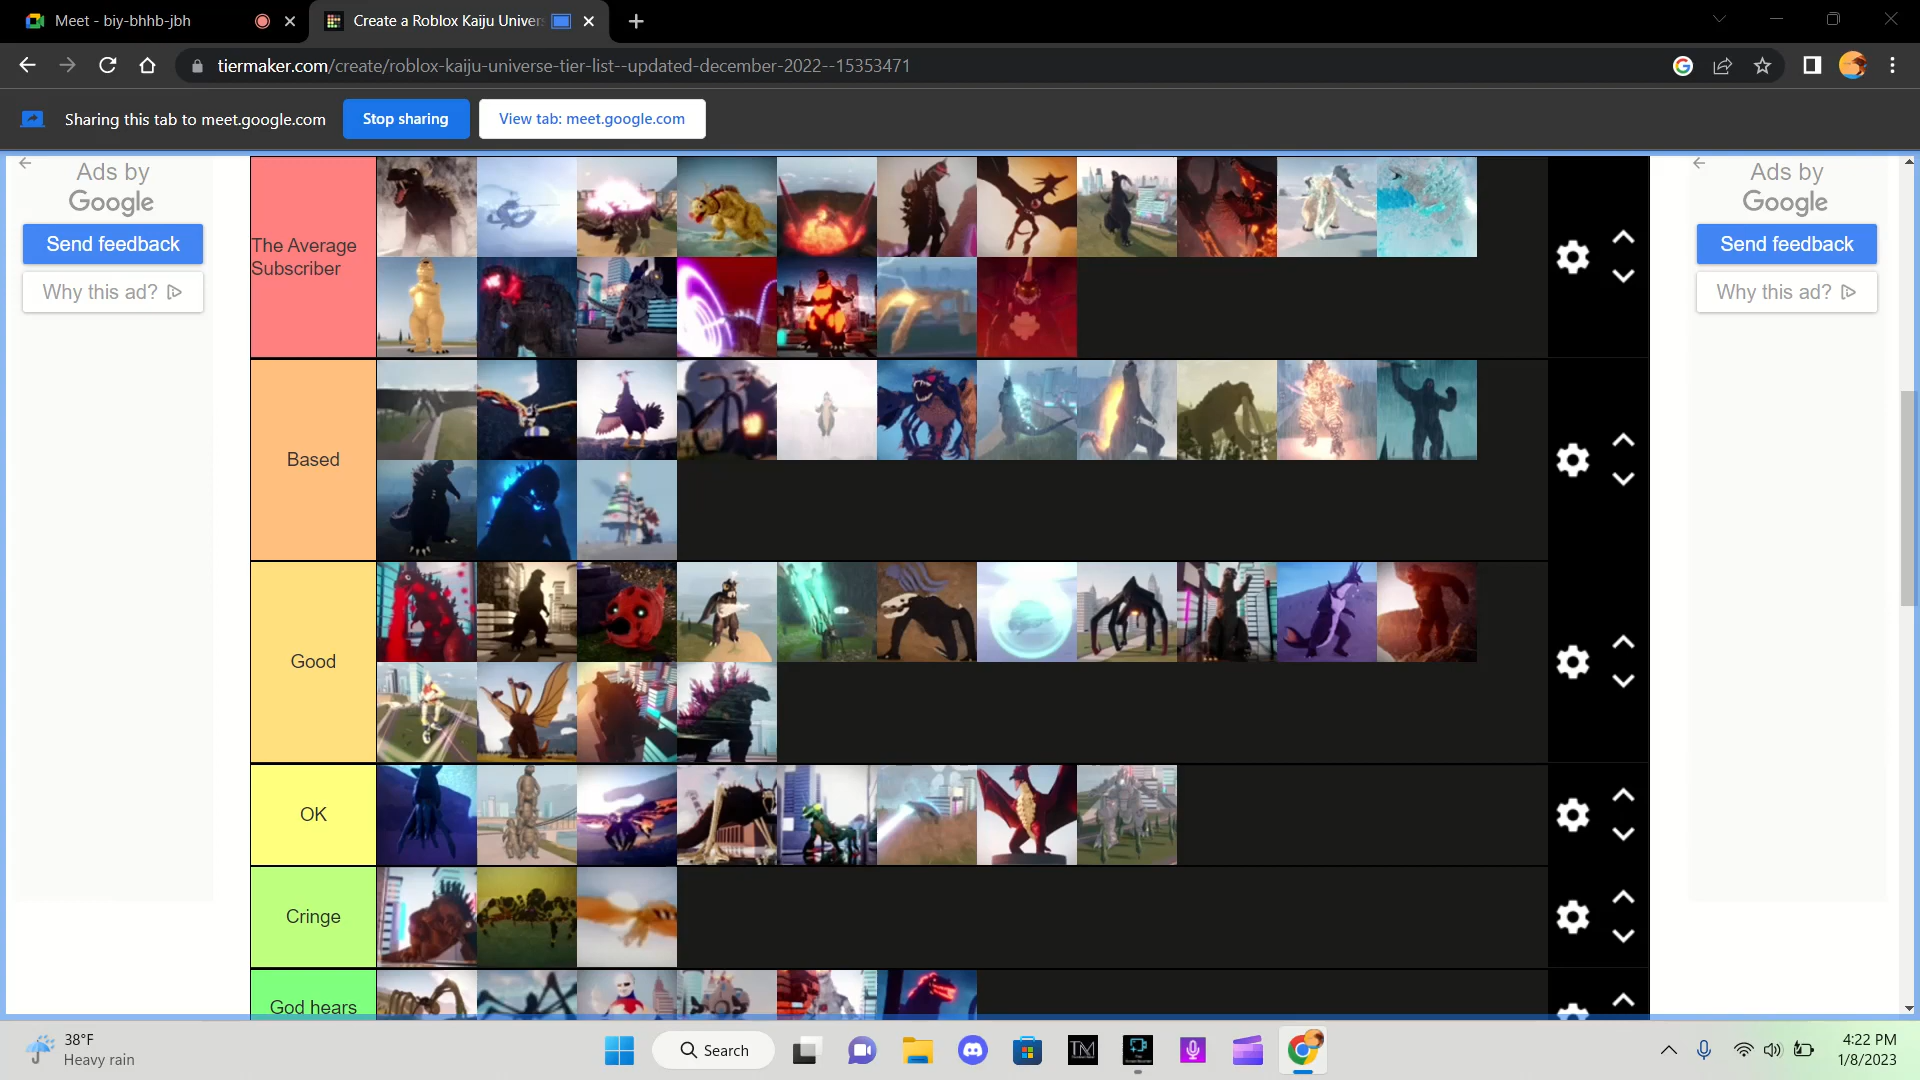 Meet - biy-bhhb-jbh
Create a Roblox Kaiju Univer
tiermaker.com/create/roblox-kaiju-universe-tier-list--updated-december-2022--15353471
Sharing this tab to meet.google.com
Stop sharing
View tab: meet.google.com
Ads by
Google
Send feedback
Why this ad?
The Average
Subscriber
Based
Good
OK
Cringe
God hears
Ads by
Google
Send feedback
Why this ad?
38°F
Heavy rain
Search
TM
4:22 PM
1/8/2023